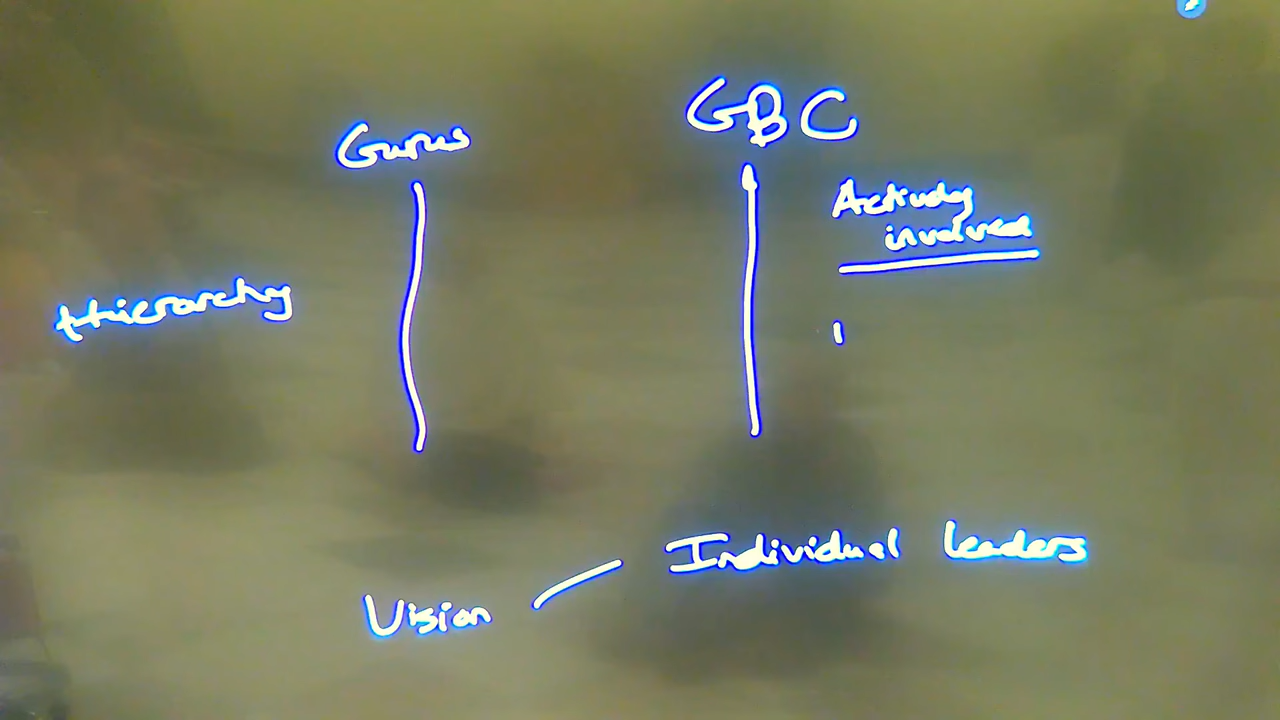 Gurus
GBC
Actively
involved
Hierarchy
Individual leaders
Vision